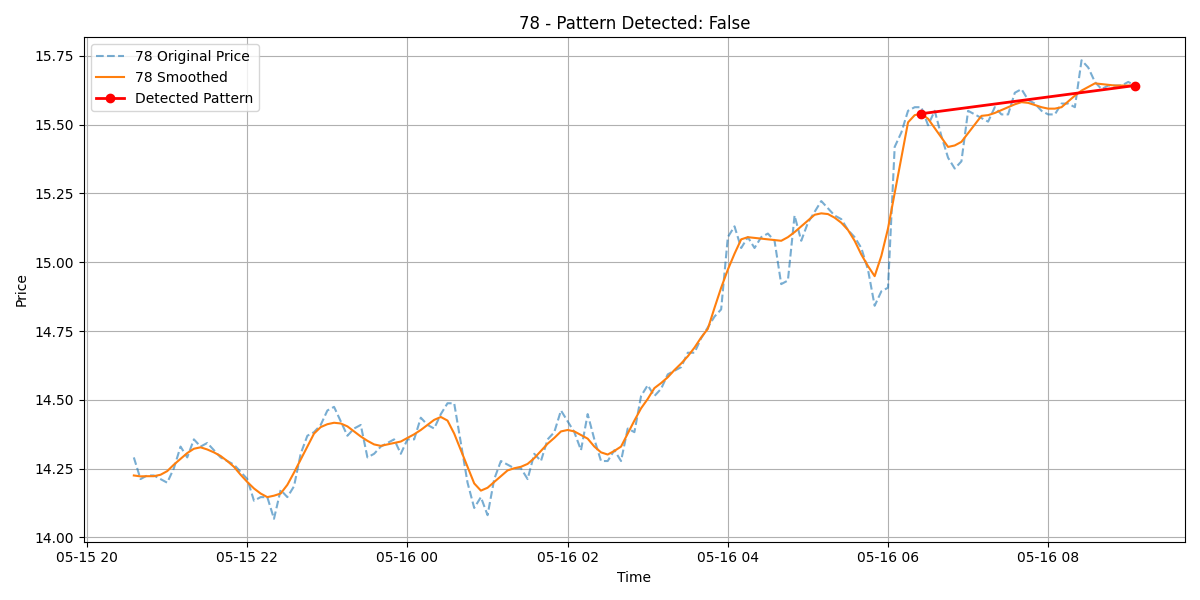 78 - Pattern Detected: False
78 Original Price
78 Smoothed
Detected Pattern
Price
15.75
15.50
15.25
15.00
14.75
14.50
14.25
14.00
05-15 20
05-15 22
05-16 00
05-16 02
05-16 04
05-16 06
05-16 08
Time